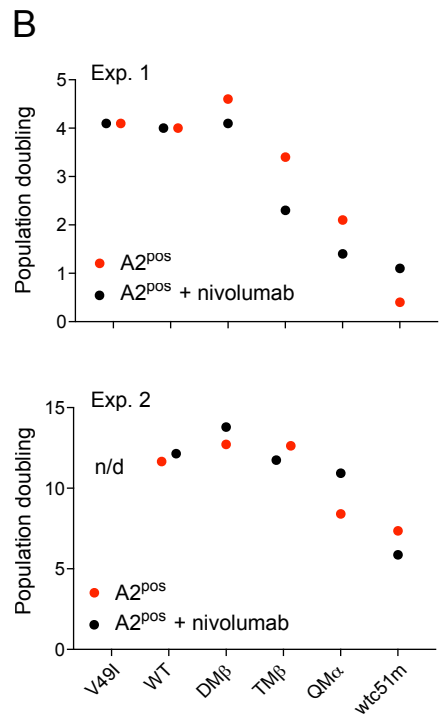 B
Exp. 1
Population doubling
5
4
3
2
1
0
A2pos
A2pos + nivolumab
Exp. 2
Population doubling
15
10
5
0
n/d
A2pos
A2pos + nivolumab
V49I
WT
DMβ
TMβ
QMα
wtc51m